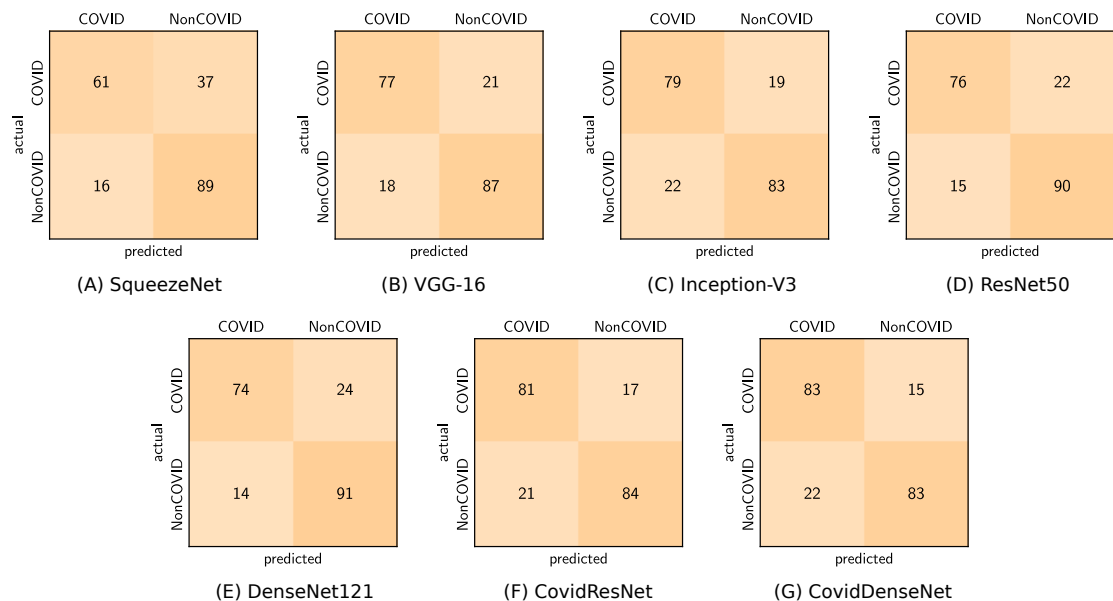 COVID NonCOVID COVID NonCOVID COVID NonCOVID COVID NonCOVID
COVID 61 37 COVID 77 21 COVID 79 19 COVID 76 22
actual actual actual actual
NonCOVID 16 89 NonCOVID 18 87 NonCOVID 22 83 NonCOVID 15 90
predicted predicted predicted predicted
(A) SqueezeNet (B) VGG-16 (C) Inception-V3 (D) ResNet50
COVID NonCOVID COVID NonCOVID COVID NonCOVID
COVID 74 24 COVID 81 17 COVID 83 15
actual actual actual
NonCOVID 14 91 NonCOVID 21 84 NonCOVID 22 83
predicted predicted predicted
(E) DenseNet121 (F) CovidResNet (G) CovidDenseNet